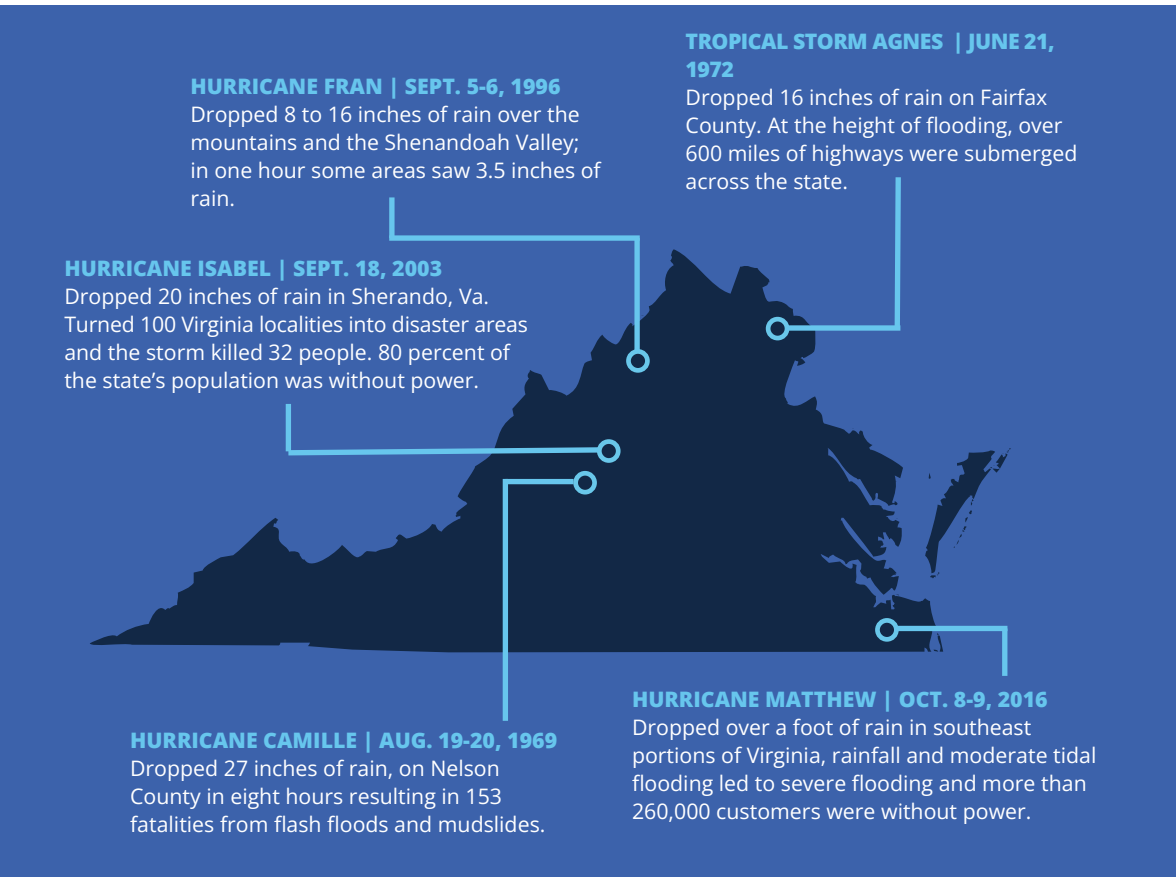 TROPICAL STORM AGNES | JUNE 21,
1972
Dropped 16 inches of rain on Fairfax
County. At the height of flooding, over
600 miles of highways were submerged
across the state.
HURRICANE FRAN | SEPT. 5-6, 1996
Dropped 8 to 16 inches of rain over the
mountains and the Shenandoah Valley;
in one hour some areas saw 3.5 inches of
rain.
HURRICANE ISABEL | SEPT. 18, 2003
Dropped 20 inches of rain in Sherando, Va.
Turned 100 Virginia localities into disaster areas
and the storm killed 32 people. 80 percent of
the state’s population was without power.
HURRICANE MATTHEW | OCT. 8-9, 2016
Dropped over a foot of rain in southeast
portions of Virginia, rainfall and moderate tidal
flooding led to severe flooding and more than
260,000 customers were without power.
HURRICANE CAMILLE | AUG. 19-20, 1969
Dropped 27 inches of rain, on Nelson
County in eight hours resulting in 153
fatalities from flash floods and mudslides.